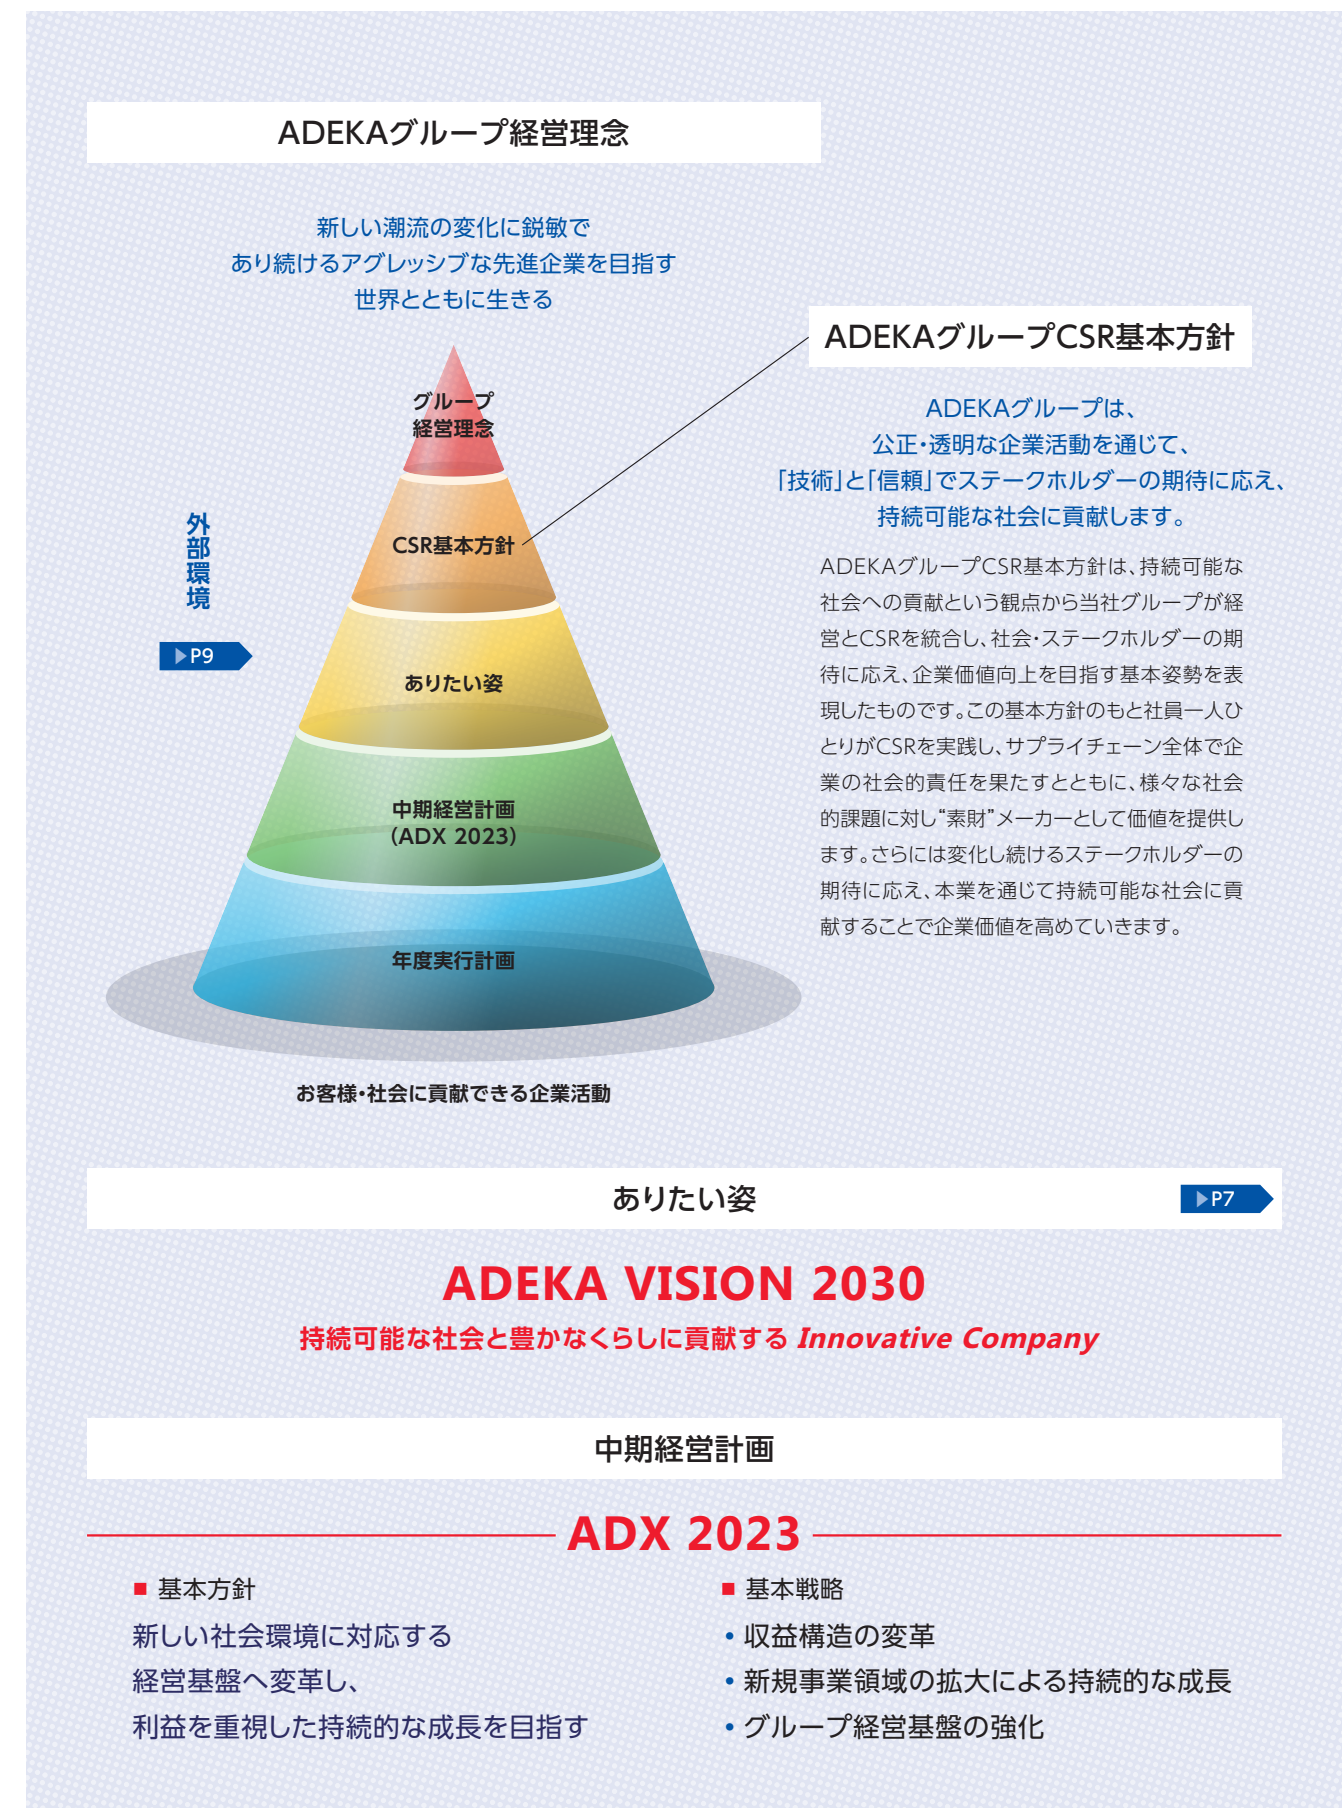 ADEKAグループ経営理念
新しい潮流の変化に鋭敏で
あり続けるアグレッシブな先進企業を目指す
世界とともに生きる
グループ
経営理念
CSR基本方針
ありたい姿
中期経営計画
（ADX 2023）
年度実行計画
外部環境
▶P9
お客様・社会に貢献できる企業活動
ADEKAグループCSR基本方針
ADEKAグループは、
公正・透明な企業活動を通じて、
「技術」と「信頼」でステークホルダーの期待に応え、
持続可能な社会に貢献します。
ADEKAグループCSR基本方針は、持続可能な
社会への貢献という観点から当社グループが経
営とCSRを統合し、社会・ステークホルダーの期
待に応え、企業価値向上を目指す基本姿勢を表
現したものです。この基本方針のもと社員一人ひ
とりがCSRを実践し、サプライチェーン全体で企
業の社会的責任を果たすとともに、様々な社会
的課題に対し“素財”メーカーとして価値を提供し
ます。さらには変化し続けるステークホルダーの
期待に応え、本業を通じて持続可能な社会に貢
献することで企業価値を高めていきます。
ありたい姿
▶P7
ADEKA VISION 2030
持続可能な社会と豊かなくらしに貢献する Innovative Company
中期経営計画
ADX 2023
■ 基本方針
新しい社会環境に対応する
経営基盤へ変革し、
利益を重視した持続的な成長を目指す
■ 基本戦略
• 収益構造の変革
• 新規事業領域の拡大による持続的な成長
• グループ経営基盤の強化